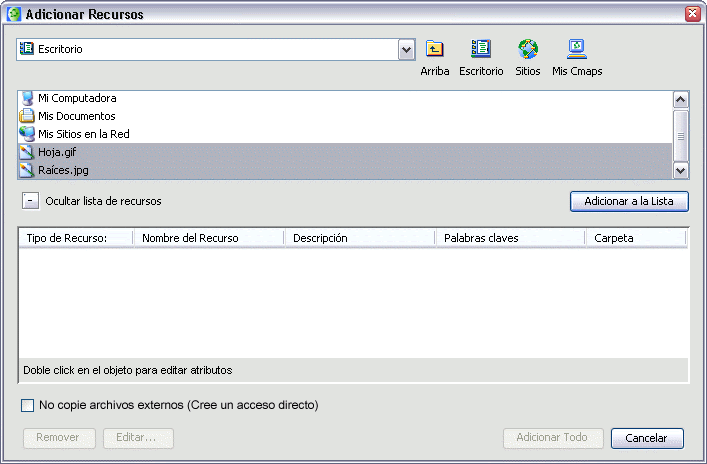 Adicionar Recursos
Escritorio
Arriba Escritorio Sitios Mis Cmaps
Mi Computadora
Mis Documentos
Mis Sitios en la Red
Hoja.gif
Raíces.jpg
- Ocultar lista de recursos Adicionar a la Lista
Tipo de Recurso: Nombre del Recurso Descripción Palabras claves Carpeta
Doble click en el objeto para editar atributos
No copie archivos externos (Cree un acceso directo)
Remover Editar... Adicionar Todo Cancelar